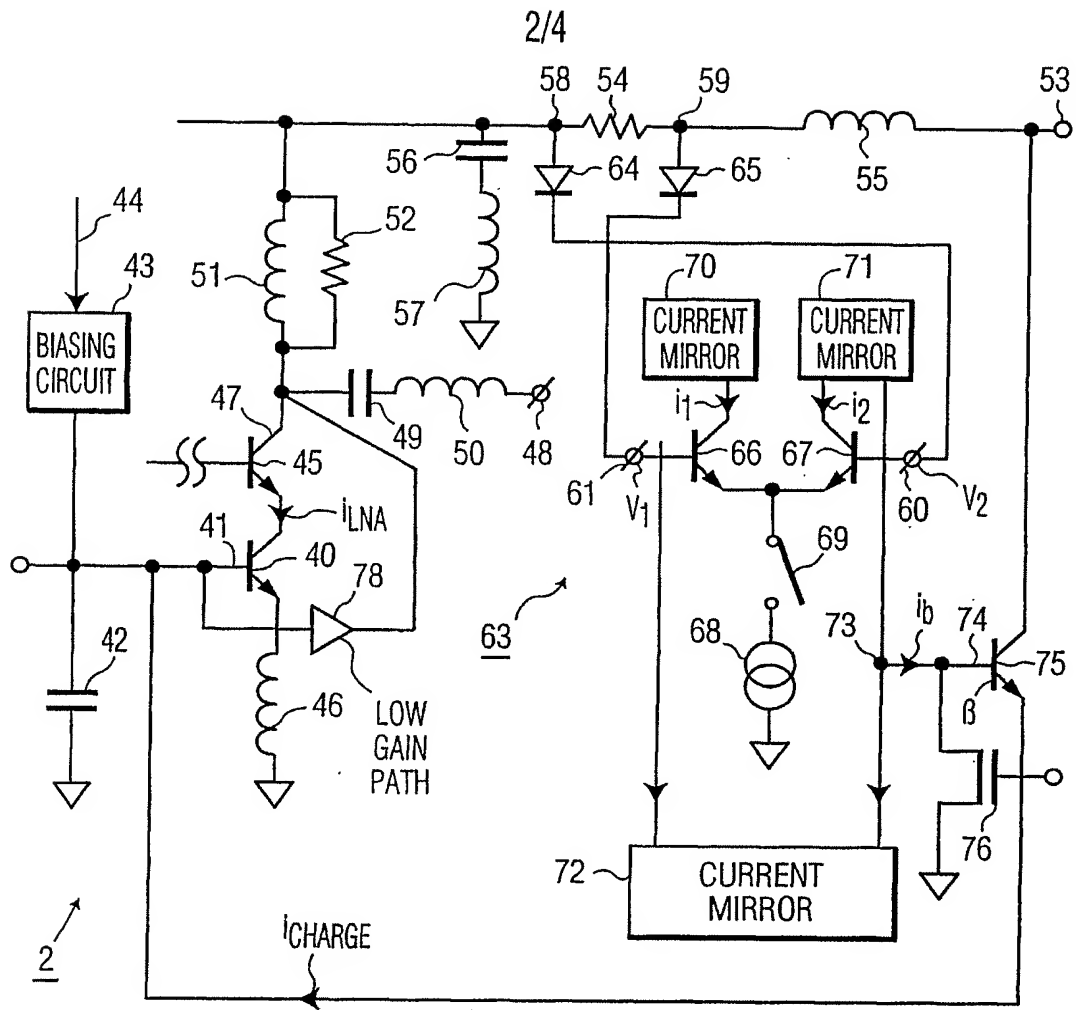 2/4
58
54
59
53
56
64
65
55
44
52
51
43
57
70
71
BIASING
CIRCUIT
CURRENT
MIRROR
CURRENT
MIRROR
47
49
50
48
i1
i2
45
66
67
61
V1
60
V2
iLNA
41
40
78
69
63
68
73
ib
74
75
β
42
46
LOW
GAIN
PATH
76
72
CURRENT
MIRROR
2
iCHARGE